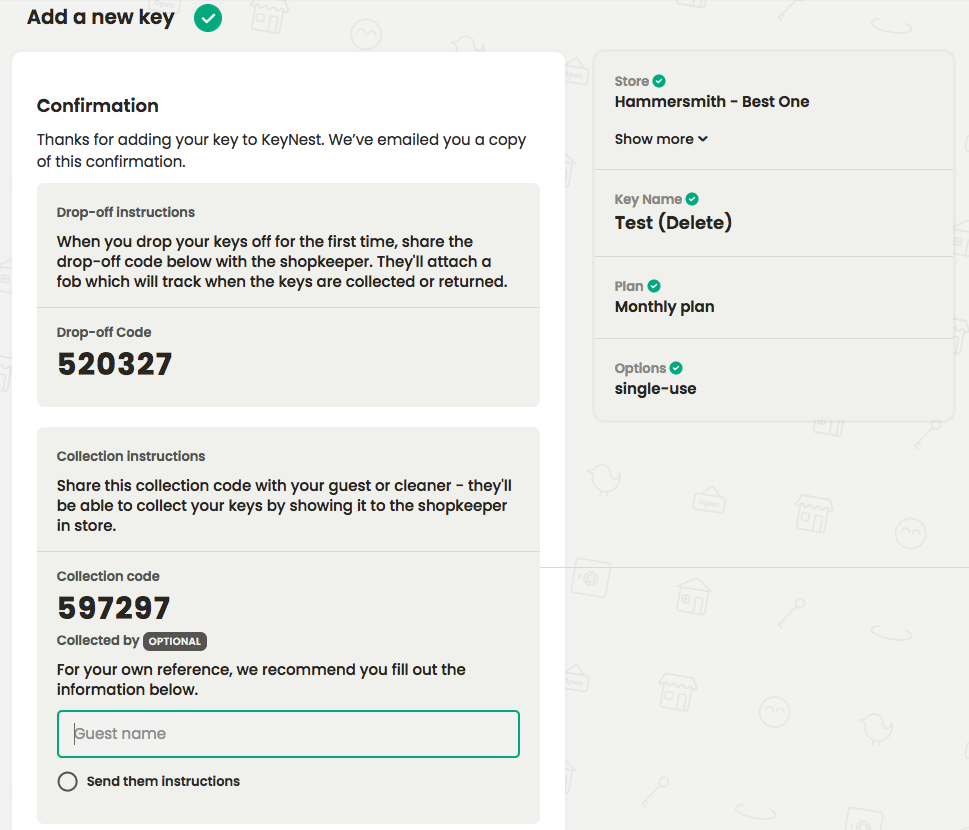 Add a new key
Confirmation
Thanks for adding your key to KeyNest. We’ve emailed you a copy
of this confirmation.
Drop-off instructions
When you drop your keys off for the first time, share the
drop-off code below with the shopkeeper. They'll attach a
fob which will track when the keys are collected or returned.
Drop-off Code
520327
Collection instructions
Share this collection code with your guest or cleaner - they'll
be able to collect your keys by showing it to the shopkeeper
in store.
Collection code
597297
Collected by OPTIONAL
For your own reference, we recommend you fill out the
information below.
Guest name
Send them instructions
Store
Hammersmith - Best One
Show more
Key Name
Test (Delete)
Plan
Monthly plan
Options
single-use
Open
Open
Open